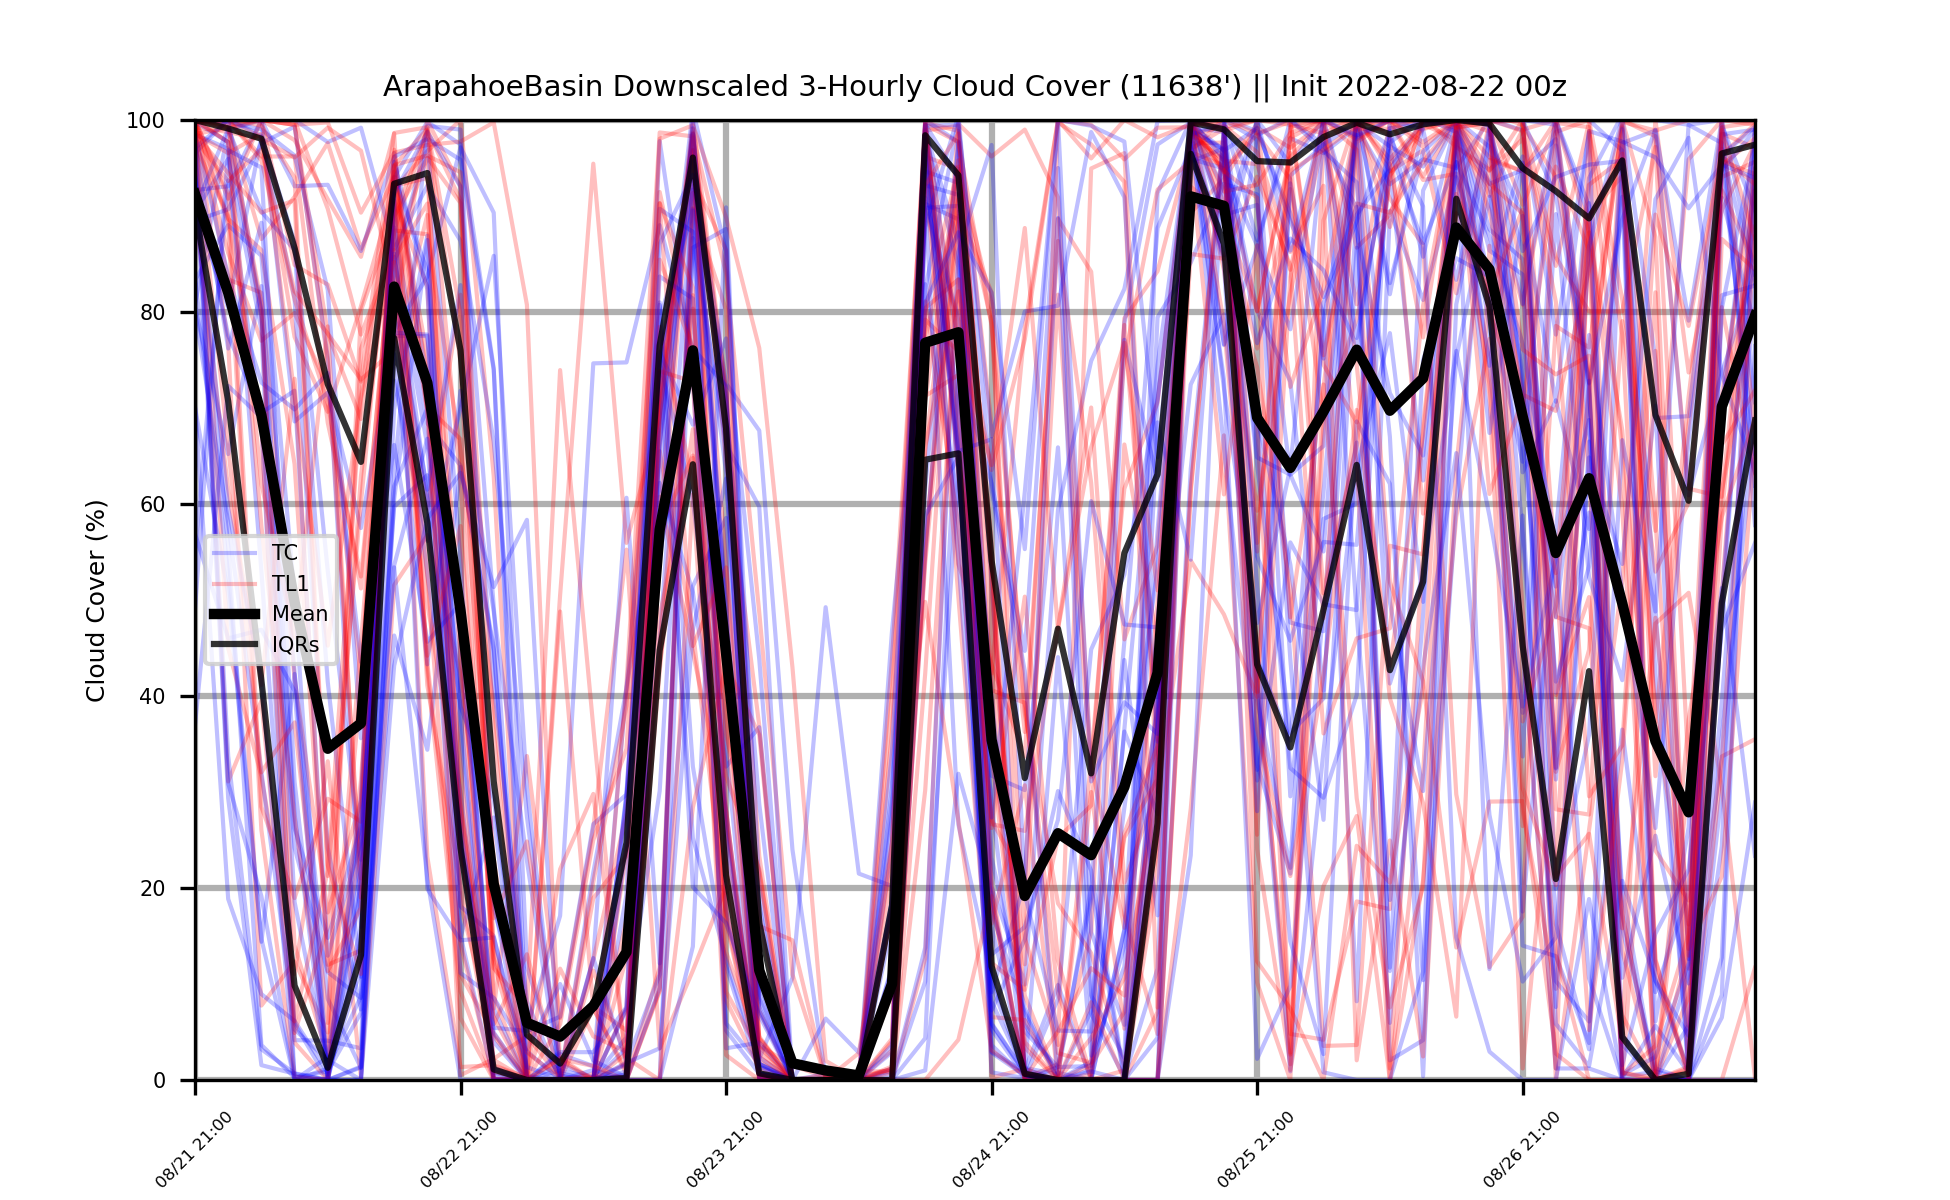 ArapahoeBasin Downscaled 3-Hourly Cloud Cover (11638') || Init 2022-08-22 00z
Cloud Cover (%)
100
80
60
40
20
0
TC
TL1
Mean
IQRs
08/21 21:00
08/22 21:00
08/23 21:00
08/24 21:00
08/25 21:00
08/26 21:00